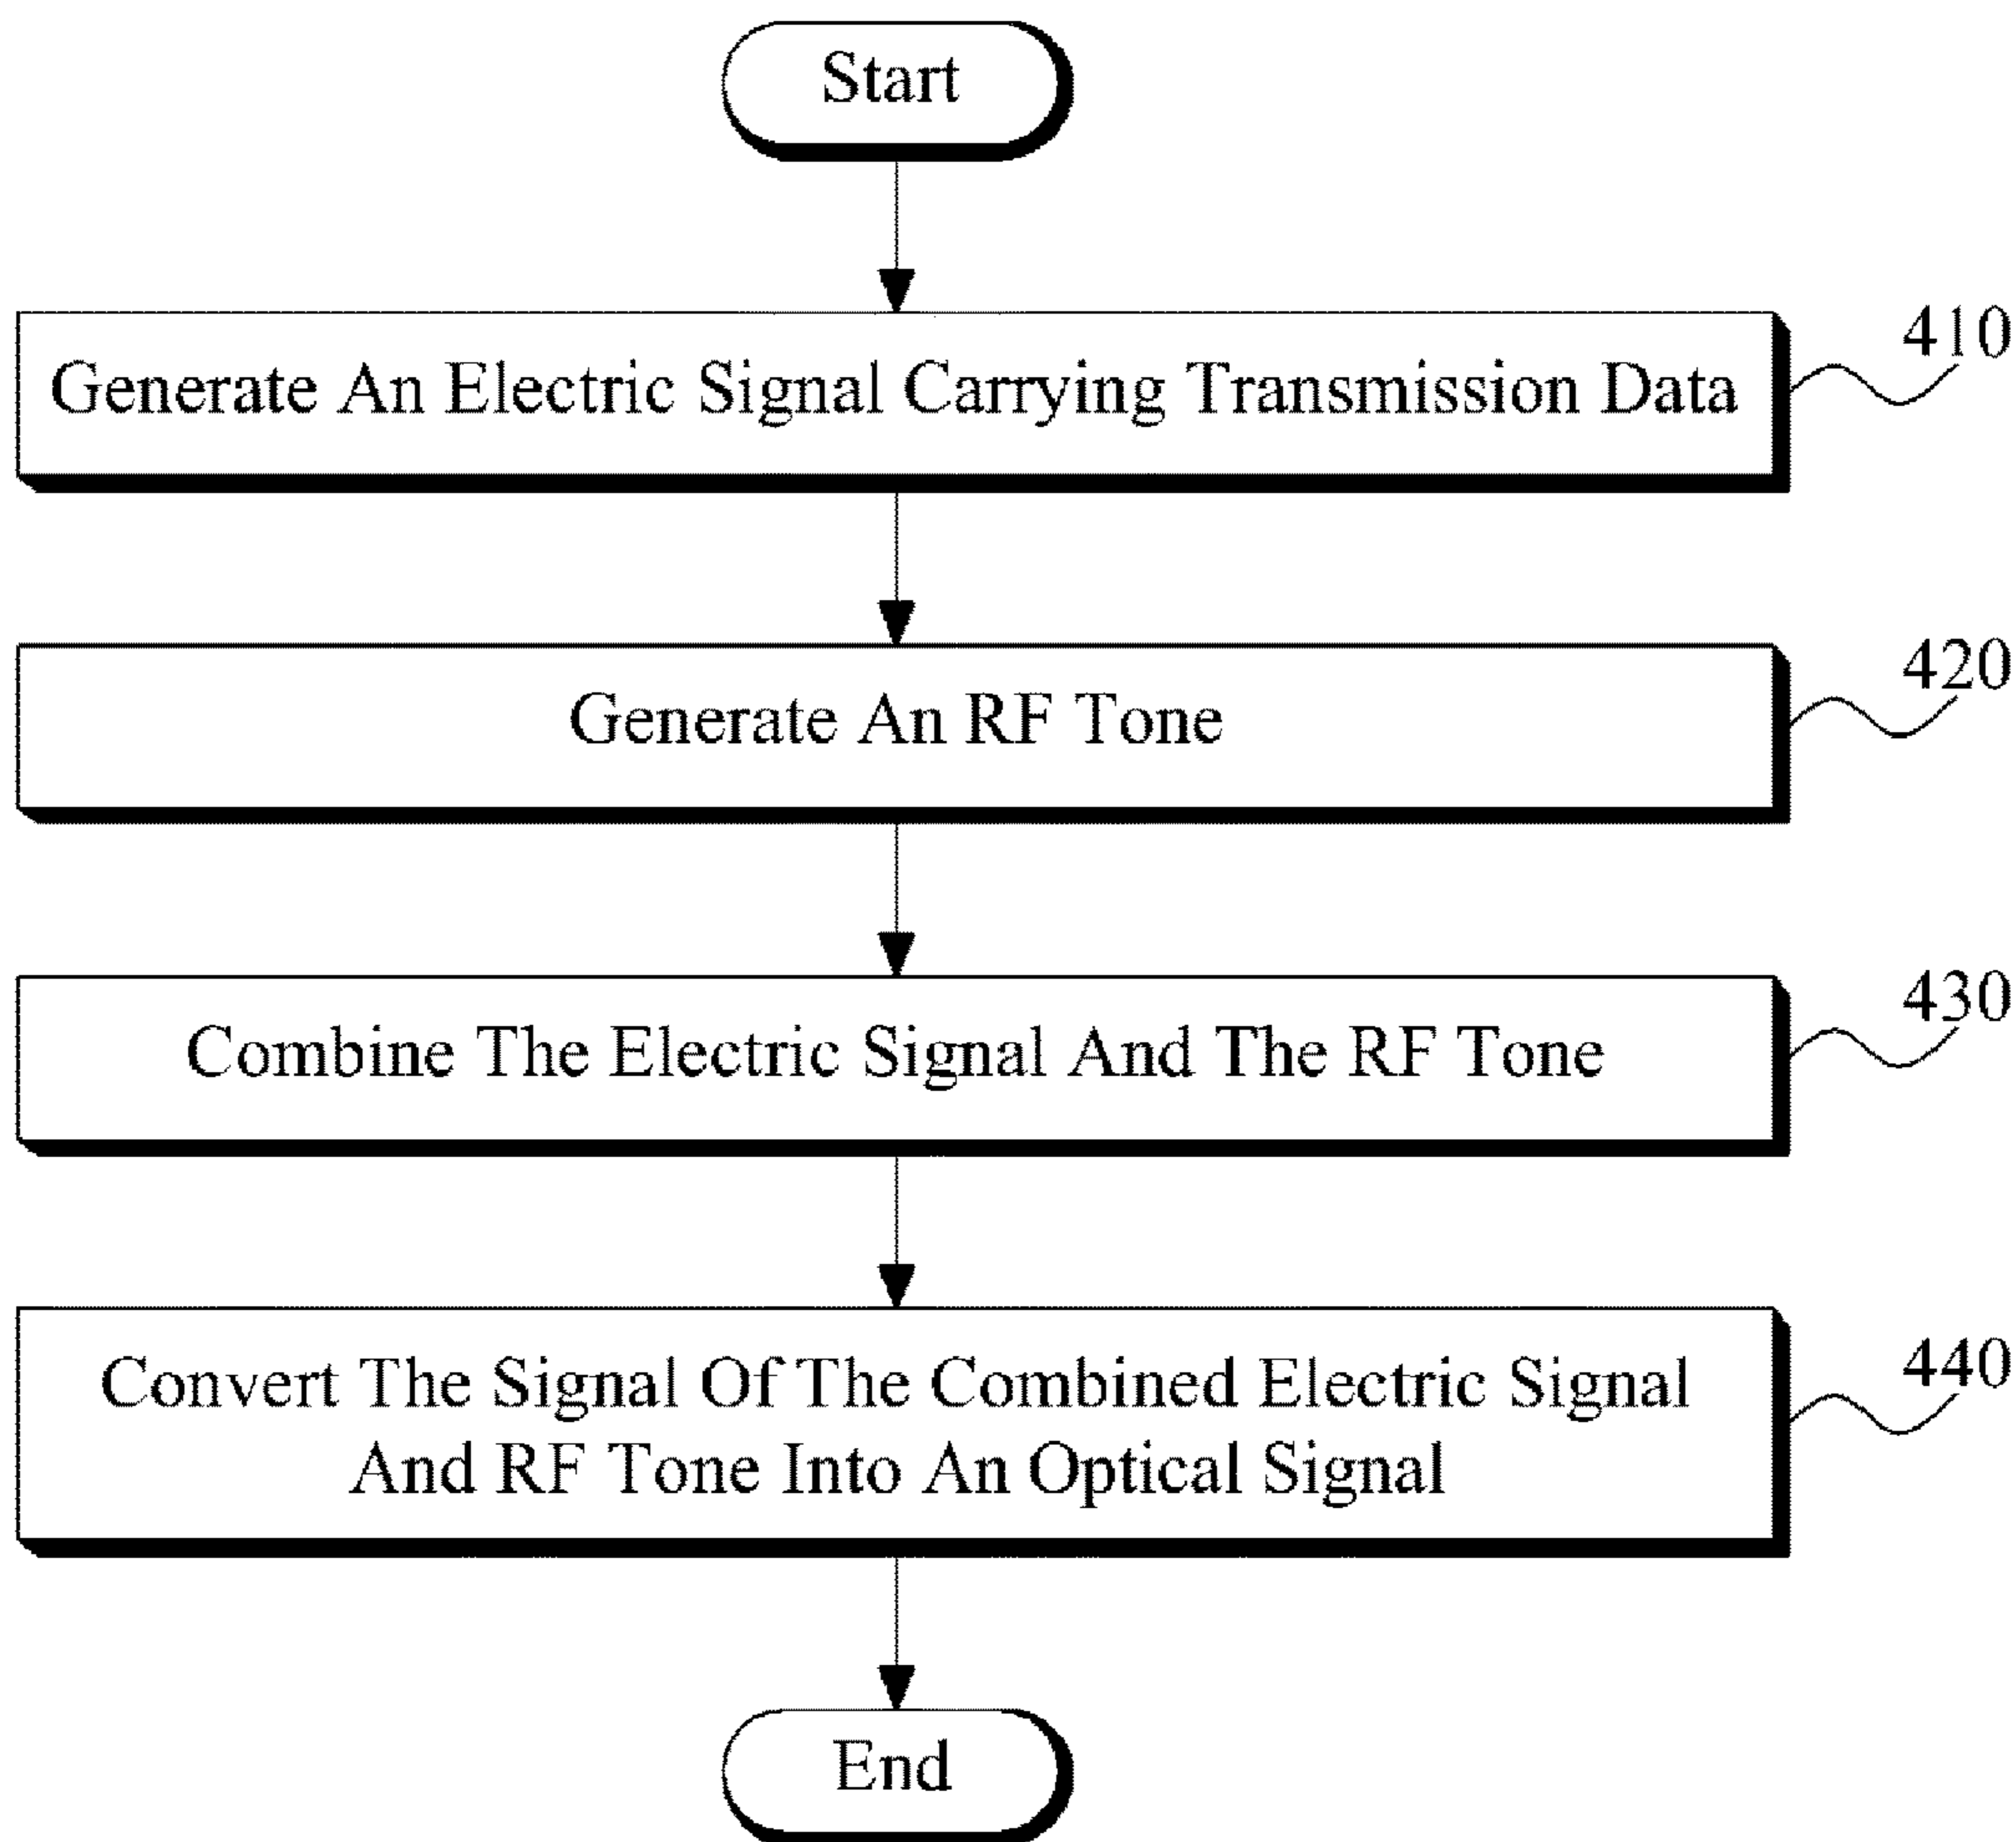 Start
Generate An Electric Signal Carrying Transmission Data
410
Generate An RF Tone
420
Combine The Electric Signal And The RF Tone
430
Convert The Signal Of The Combined Electric Signal
And RF Tone Into An Optical Signal
440
End